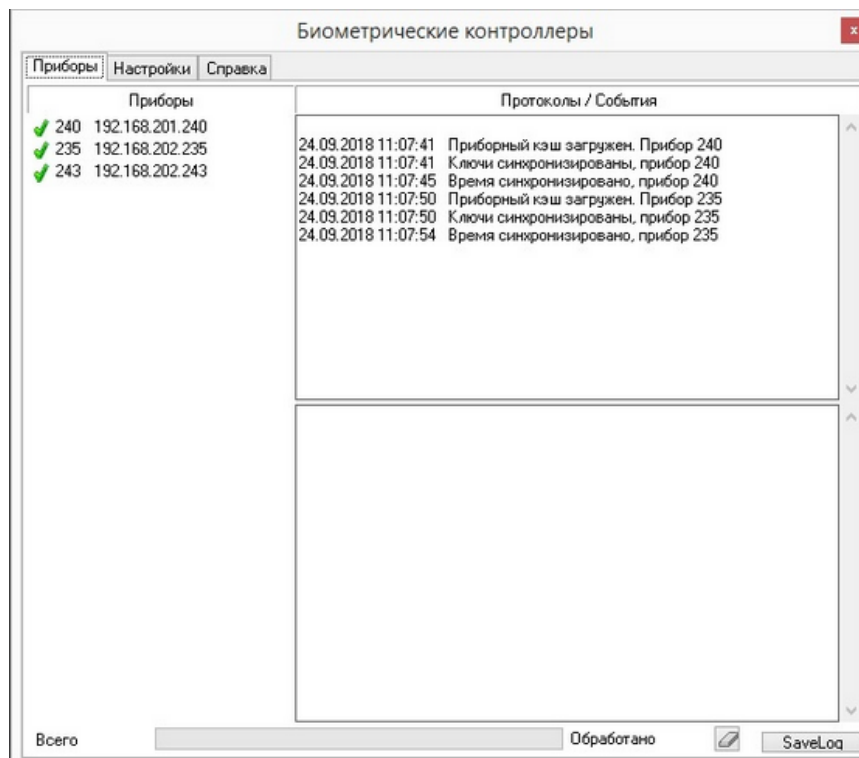 Биометрические контроллеры
x
Приборы Настройки Справка
Приборы
240 192.168.201.240
235 192.168.202.235
243 192.168.202.243
Протоколы / События
24.09.2018 11:07:41 Приборный кэш загружен. Прибор 240
24.09.2018 11:07:41 Ключи синхронизированы, прибор 240
24.09.2018 11:07:45 Время синхронизировано, прибор 240
24.09.2018 11:07:50 Приборный кэш загружен. Прибор 235
24.09.2018 11:07:50 Ключи синхронизированы, прибор 235
24.09.2018 11:07:54 Время синхронизировано, прибор 235
Всего Обработано SaveLog